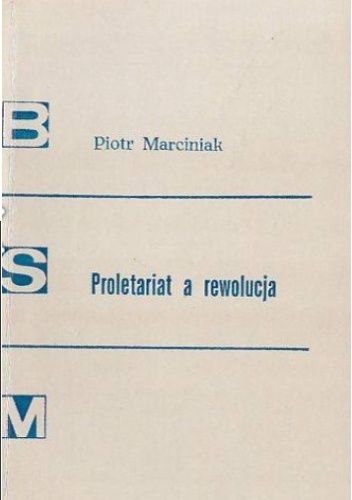 B
Piotr Marciniak
S
Proletariat a rewolucja
M